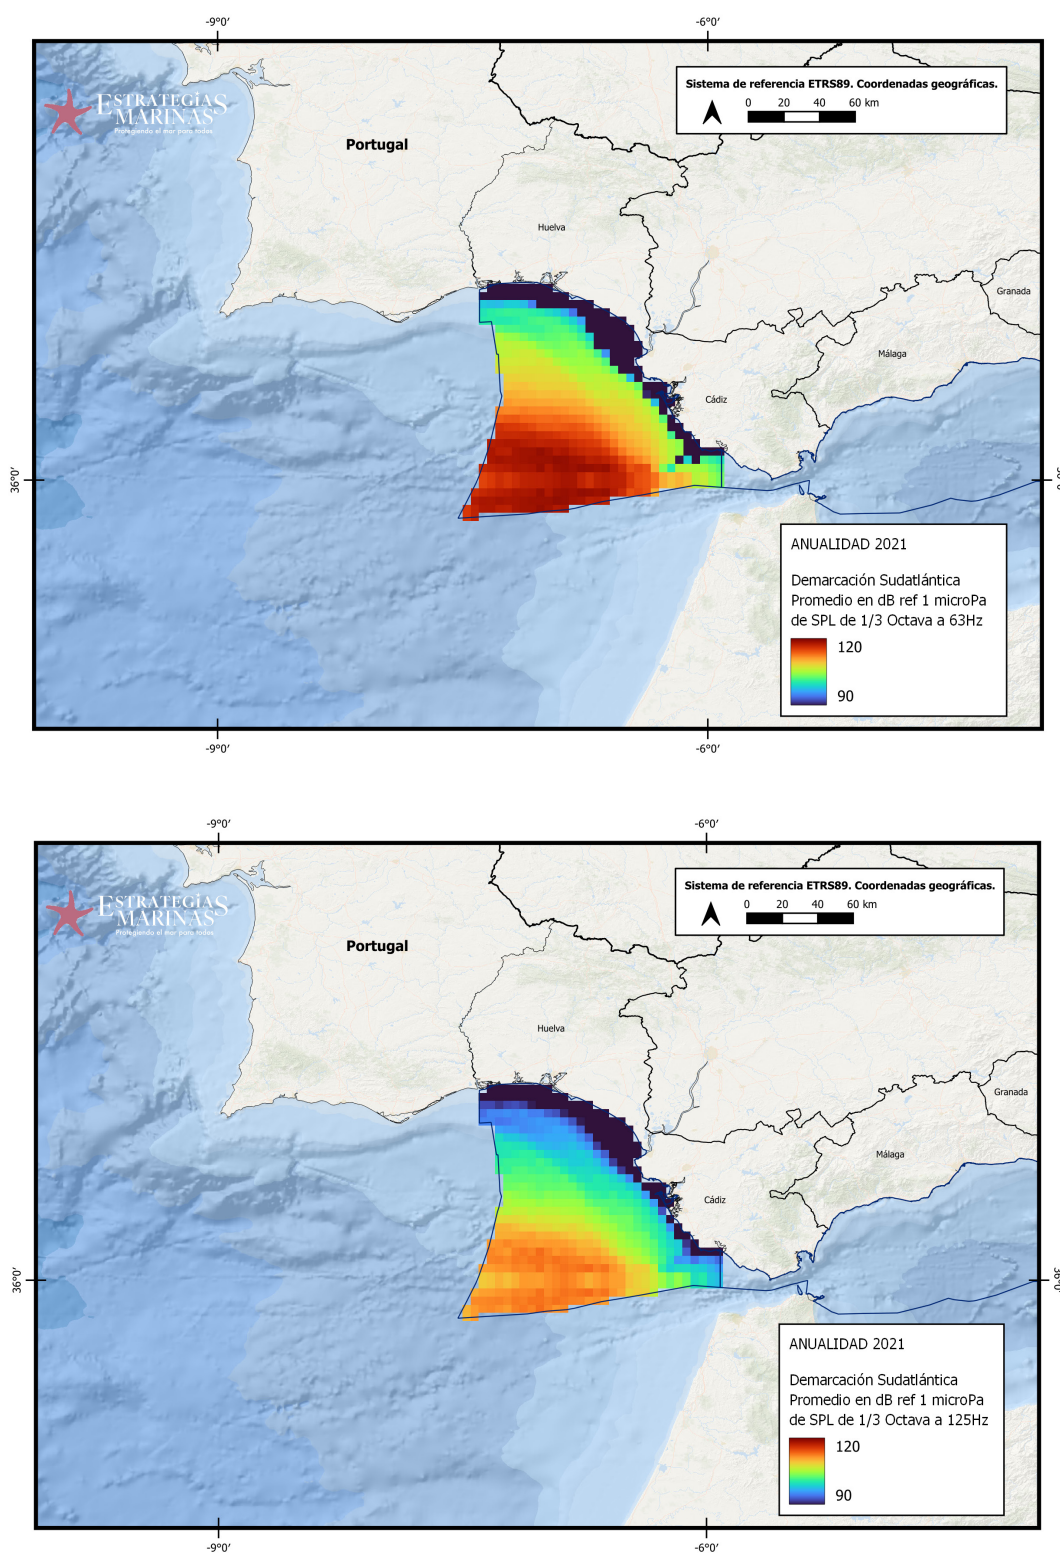 -9°0'
-6°0'
ESTRATEGIAS
MARINAS
Protegiendo el mar para todos
Sistema de referencia ETRS89. Coordenadas geográficas.
0 20 40 60 km
Portugal
Huelva
Granada
Málaga
Cádiz
36°0'
36°0'
ANUALIDAD 2021
Demarcación Sudatlántica
Promedio en dB ref 1 microPa
de SPL de 1/3 Octava a 63Hz
120
90
-9°0'
-6°0'
-9°0'
-6°0'
ESTRATEGIAS
MARINAS
Protegiendo el mar para todos
Sistema de referencia ETRS89. Coordenadas geográficas.
0 20 40 60 km
Portugal
Huelva
Granada
Málaga
Cádiz
36°0'
36°0'
ANUALIDAD 2021
Demarcación Sudatlántica
Promedio en dB ref 1 microPa
de SPL de 1/3 Octava a 125Hz
120
90
-9°0'
-6°0'